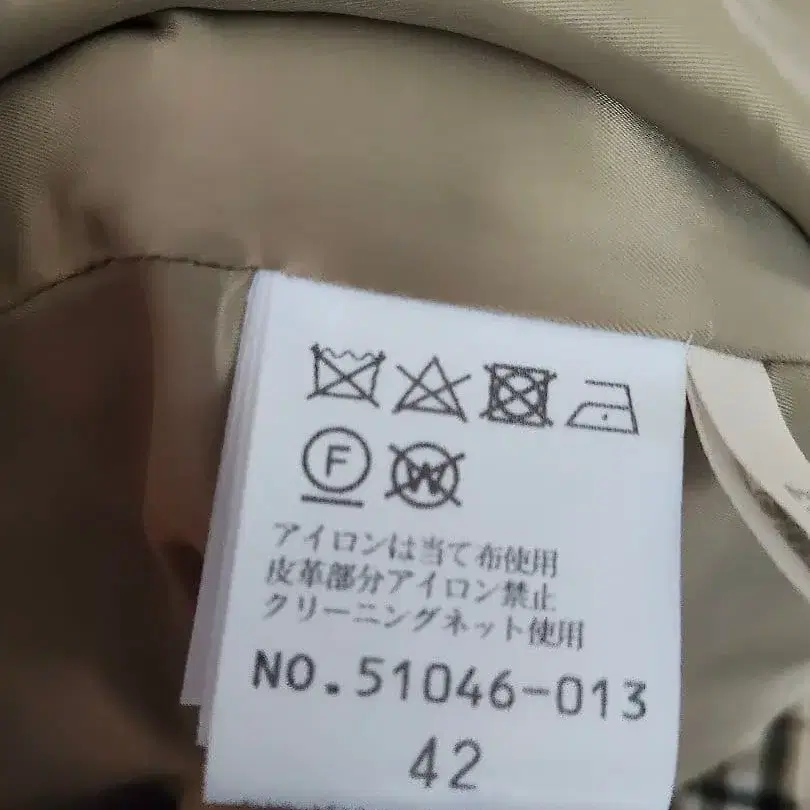 F W
アイロンは当て布使用
皮革部分アイロン禁止
クリーニングネット使用
NO.51046-013
42